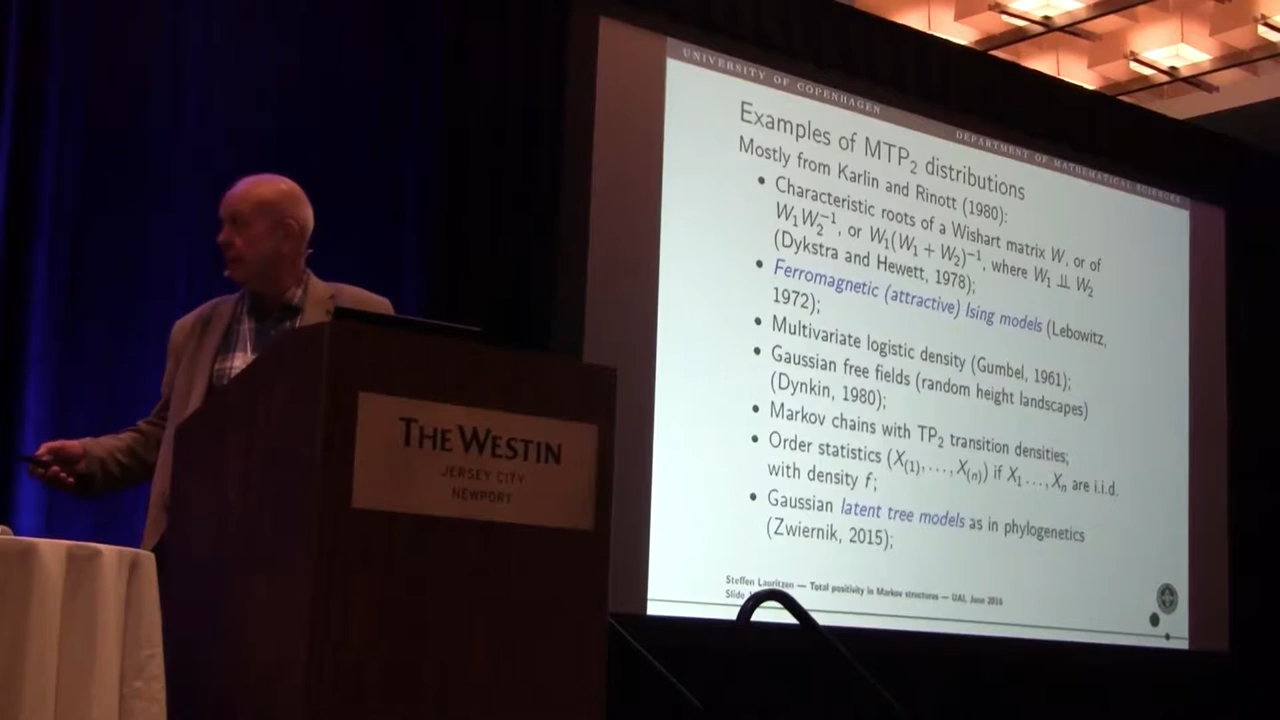 UNIVERSITY OF COPENHAGEN
DEPARTMENT OF MATHEMATICAL SCIENCES
Examples of MTP₂ distributions
Mostly from Karlin and Rinott (1980):
• Characteristic roots of a Wishart matrix W, or of
W₁W₂⁻¹, or W₁(W₁ + W₂)⁻¹, where W₁ ⫫ W₂
(Dykstra and Hewett, 1978);
• Ferromagnetic (attractive) Ising models (Lebowitz,
1972);
• Multivariate logistic density (Gumbel, 1961);
• Gaussian free fields (random height landscapes)
(Dynkin, 1980);
• Markov chains with TP₂ transition densities;
• Order statistics (X₍₁₎, . . . , X₍ₙ₎) if X₁ . . . , Xₙ are i.i.d.
with density f;
• Gaussian latent tree models as in phylogenetics
(Zwiernik, 2015);
Steffen Lauritzen — Total positivity in Markov structures — UAI, June 2016
Slide
THE WESTIN
JERSEY CITY
NEWPORT